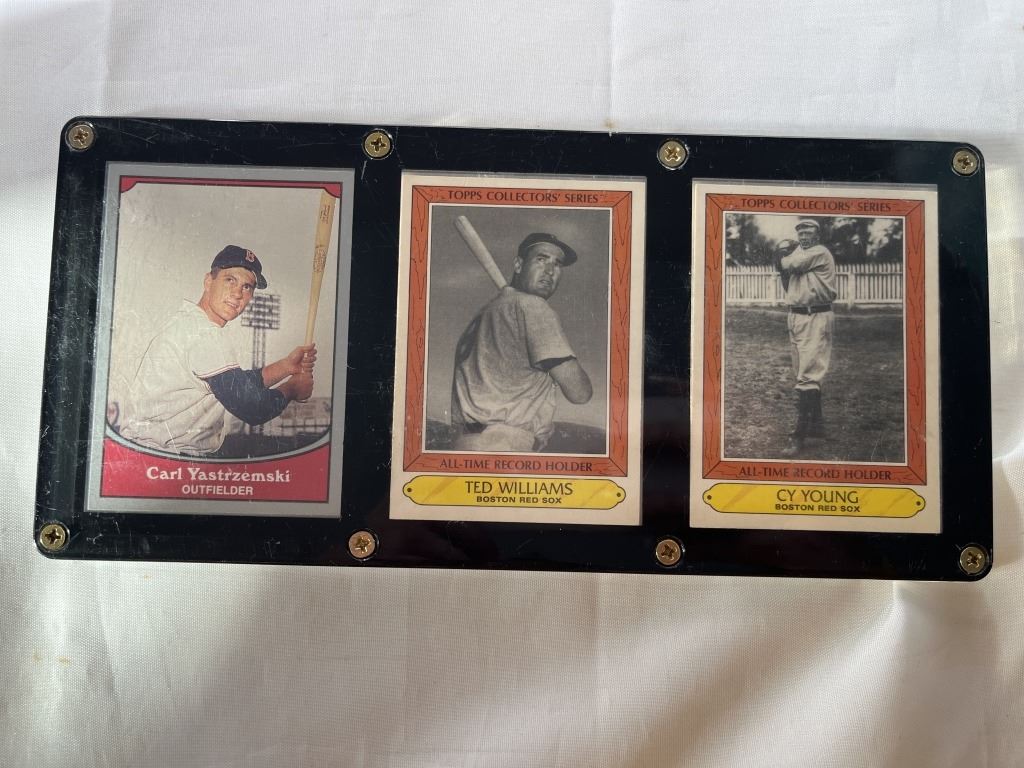 Carl Yastrzemski
OUTFIELDER
TOPPS COLLECTORS' SERIES
ALL-TIME RECORD HOLDER
TED WILLIAMS
BOSTON RED SOX
TOPPS COLLECTORS' SERIES
ALL-TIME RECORD HOLDER
CY YOUNG
BOSTON RED SOX